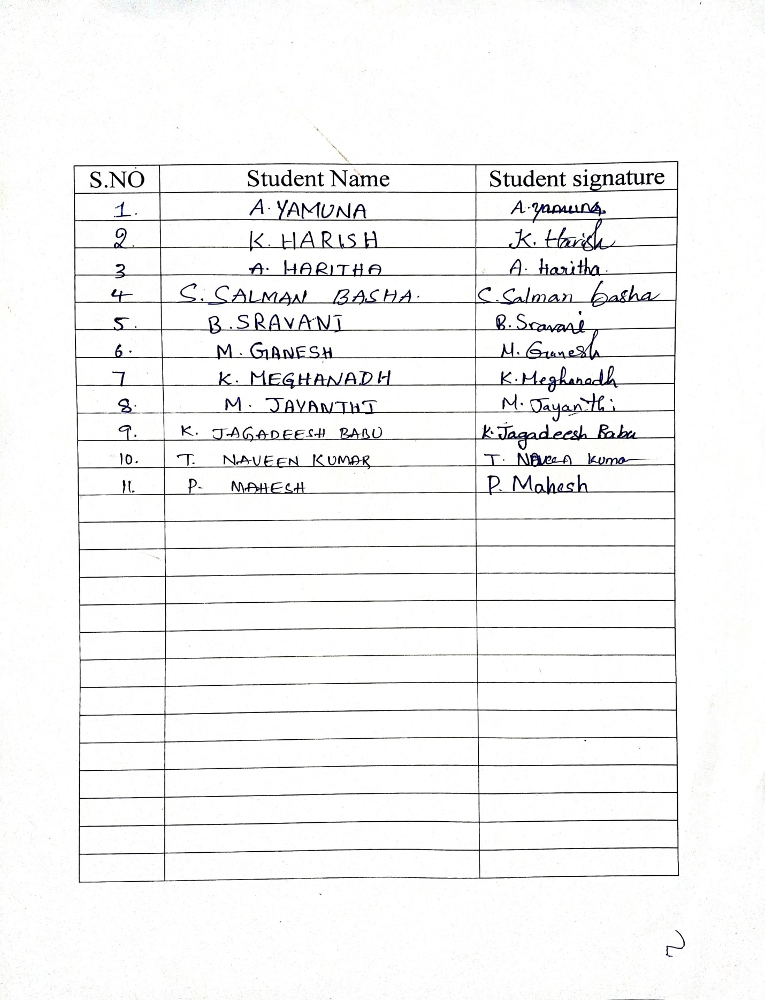 S.NO Student Name Student signature
1. A. YAMUNA A. yamuna
2. K. HARISH K. Harish
3 A. HARITHA A. Haritha.
4 S. SALMAN BASHA. S. Salman basha
5. B. SRAVANI B. Sravani
6. M. GANESH M. Ganesh
7 K. MEGHANADH K. Meghanadh
8. M. JAYANTHI M. Jayanthi
9. K. JAGADEESH BABU K. Jagadeesh Babu
10. T. NAVEEN KUMAR T. Naveen Kumar
11. P- MAHESH P. Mahesh